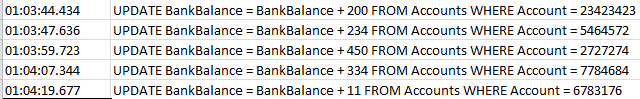 01:03:44.434 UPDATE BankBalance = BankBalance + 200 FROM Accounts WHERE Account = 23423423
01:03:47.636 UPDATE BankBalance = BankBalance + 234 FROM Accounts WHERE Account = 5464572
01:03:59.723 UPDATE BankBalance = BankBalance + 450 FROM Accounts WHERE Account = 2727274
01:04:07.344 UPDATE BankBalance = BankBalance + 334 FROM Accounts WHERE Account = 7784684
01:04:19.677 UPDATE BankBalance = BankBalance + 11 FROM Accounts WHERE Account = 6783176